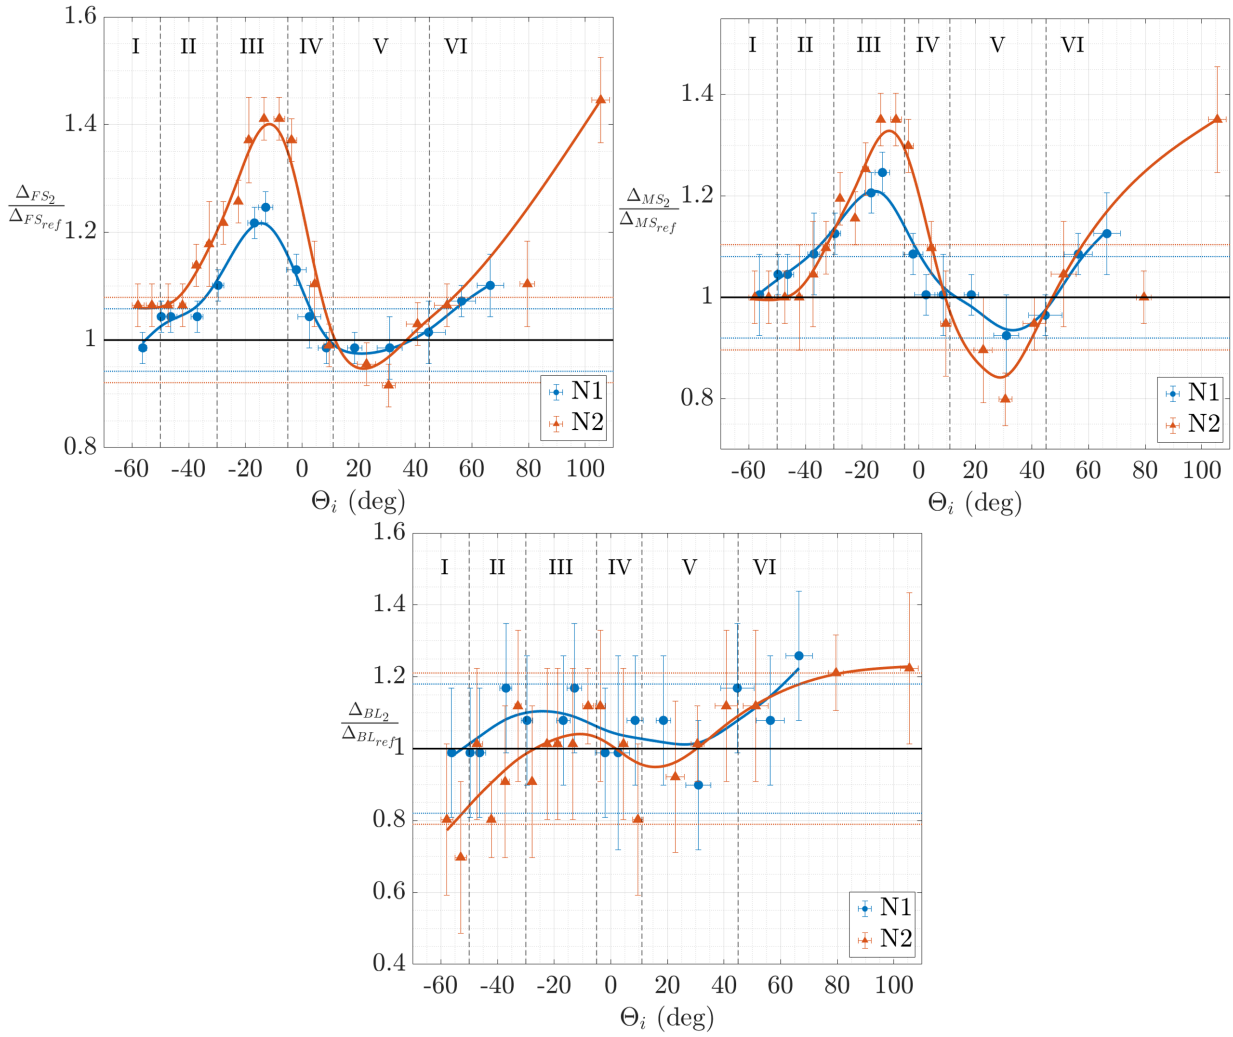 1.6
1.4
1.2
1
0.8
Δ_{FS_2} / Δ_{FS_{ref}}
I II III IV V VI
N1
N2
-60 -40 -20 0 20 40 60 80 100
Θ_i (deg)
1.4
1.2
1
0.8
Δ_{MS_2} / Δ_{MS_{ref}}
I II III IV V VI
N1
N2
-60 -40 -20 0 20 40 60 80 100
Θ_i (deg)
1.6
1.4
1.2
1
0.8
0.6
0.4
Δ_{BL_2} / Δ_{BL_{ref}}
I II III IV V VI
N1
N2
-60 -40 -20 0 20 40 60 80 100
Θ_i (deg)